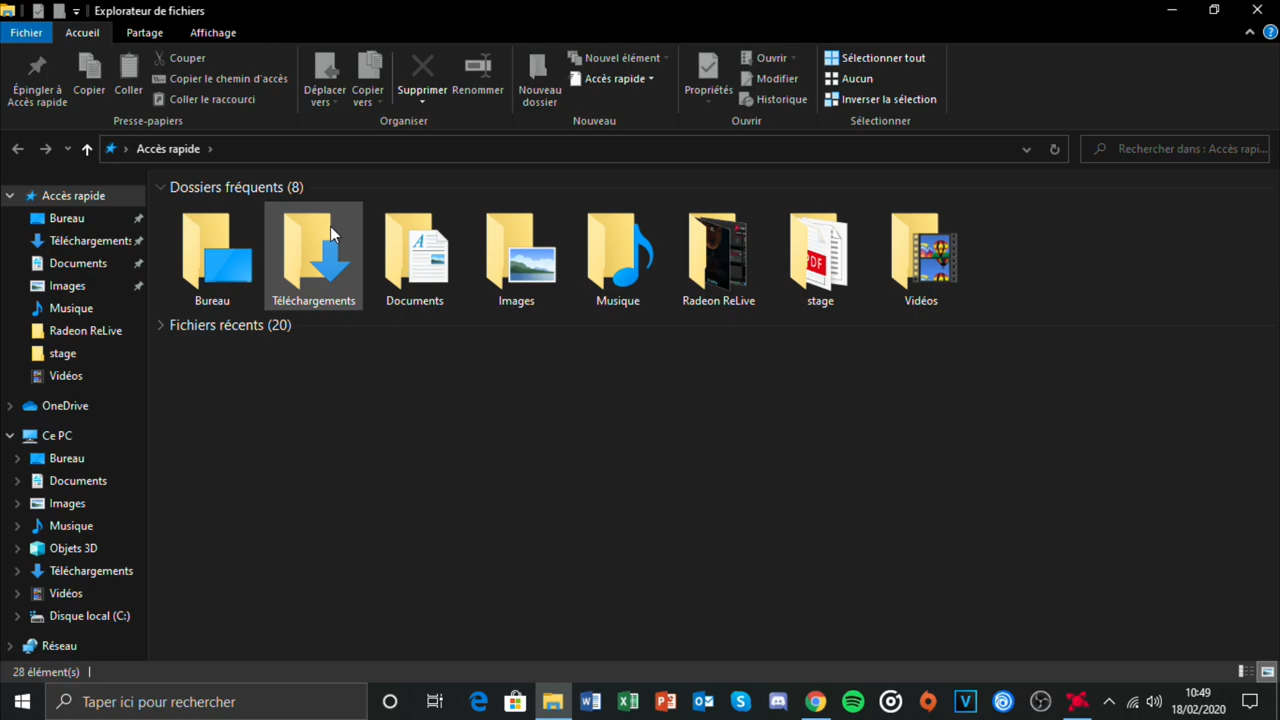 Explorateur de fichiers
Fichier Accueil Partage Affichage
Épingler à Accès rapide
Copier
Coller
Couper
Copier le chemin d'accès
Coller le raccourci
Presse-papiers
Déplacer vers
Copier vers
Supprimer
Renommer
Organiser
Nouveau dossier
Nouvel élément
Accès rapide
Nouveau
Propriétés
Ouvrir
Modifier
Historique
Ouvrir
Sélectionner tout
Aucun
Inverser la sélection
Sélectionner
Accès rapide
Rechercher dans : Accès rapi...
Accès rapide
Bureau
Téléchargements
Documents
Images
Musique
Radeon ReLive
stage
Vidéos
OneDrive
Ce PC
Bureau
Documents
Images
Musique
Objets 3D
Téléchargements
Vidéos
Disque local (C:)
Réseau
Dossiers fréquents (8)
Bureau Téléchargements Documents Images Musique Radeon ReLive stage Vidéos
PDF
Fichiers récents (20)
28 élément(s)
Taper ici pour rechercher
10:49
18/02/2020